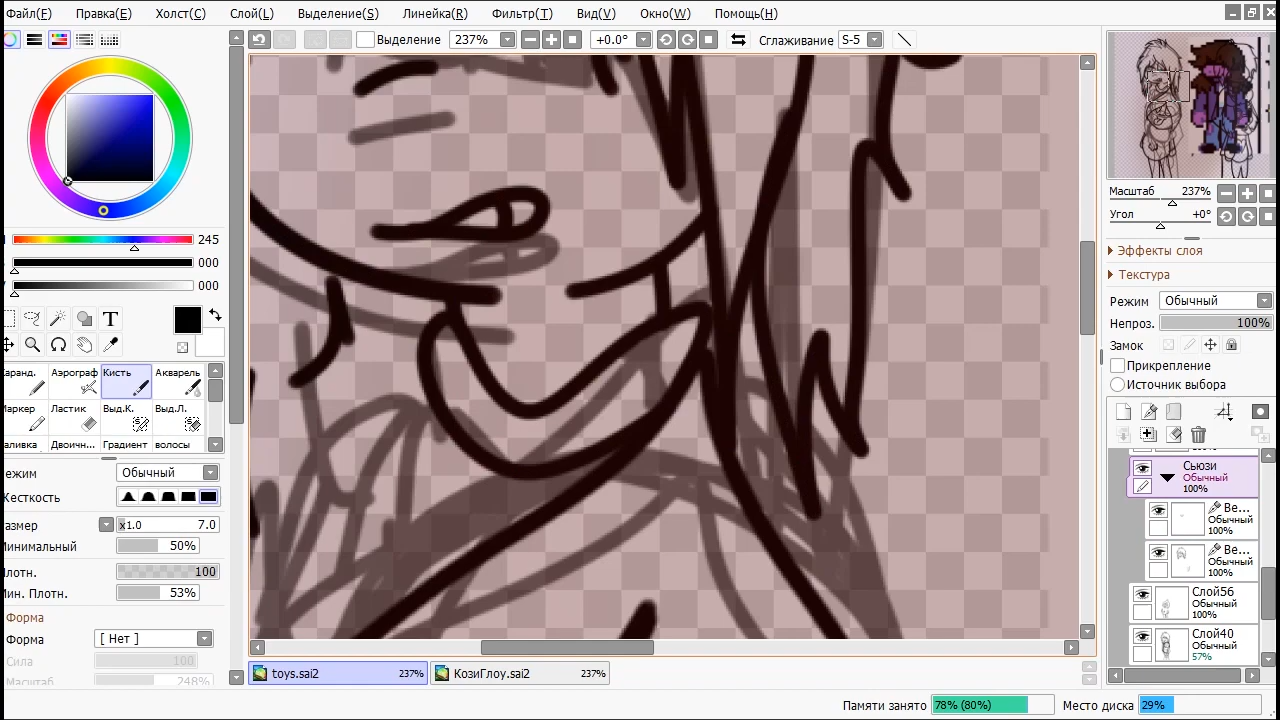 Файл(F) Правка(E) Холст(C) Слой(L) Выделение(S) Линейка(R) Фильтр(T) Вид(V) Окно(W) Помощь(H)
Выделение 237% +0.0° Сглаживание S-5
245
000
000
T
Каранд. Аэрограф Кисть Акварель
Маркер Ластик Выд.К. Выд.Л.
Заливка Двоичн... Градиент волосы
Режим Обычный
Жесткость
Размер x1.0 7.0
Минимальный 50%
Плотн. 100
Мин. Плотн. 53%
Форма
Форма [ Нет ]
Сила 100
Масштаб 248%
toys.sai2 237% КозиГлоу.sai2 237%
Масштаб 237%
Угол +0°
Эффекты слоя
Текстура
Режим Обычный
Непроз. 100%
Замок
Прикрепление
Источник выбора
Сьюзи
Обычный
100%
Ве...
Обычный
100%
Ве...
Обычный
100%
Слой56
Обычный
100%
Слой40
Обычный
57%
Памяти занято 78% (80%) Место диска 29%